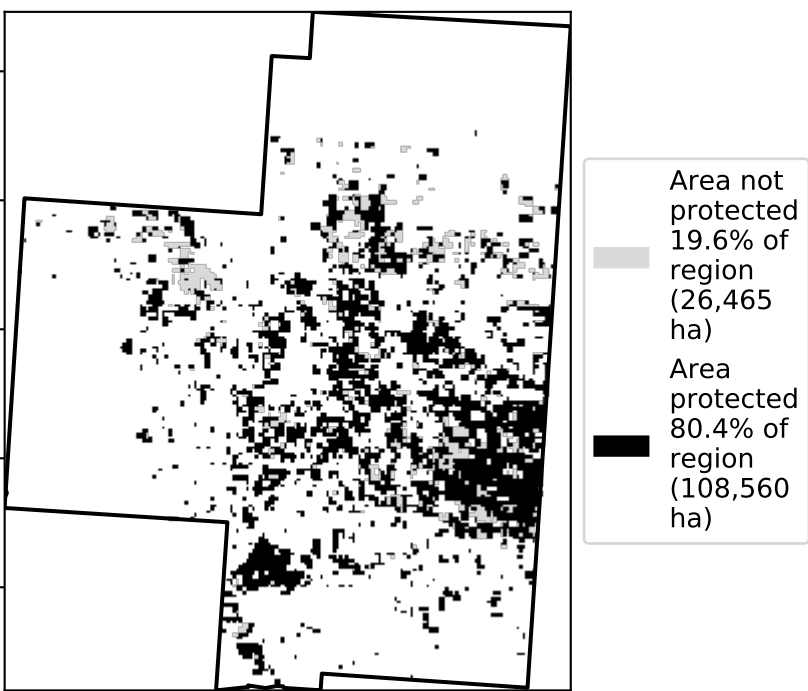 Area not
protected
19.6% of
region
(26,465
ha)
Area
protected
80.4% of
region
(108,560
ha)